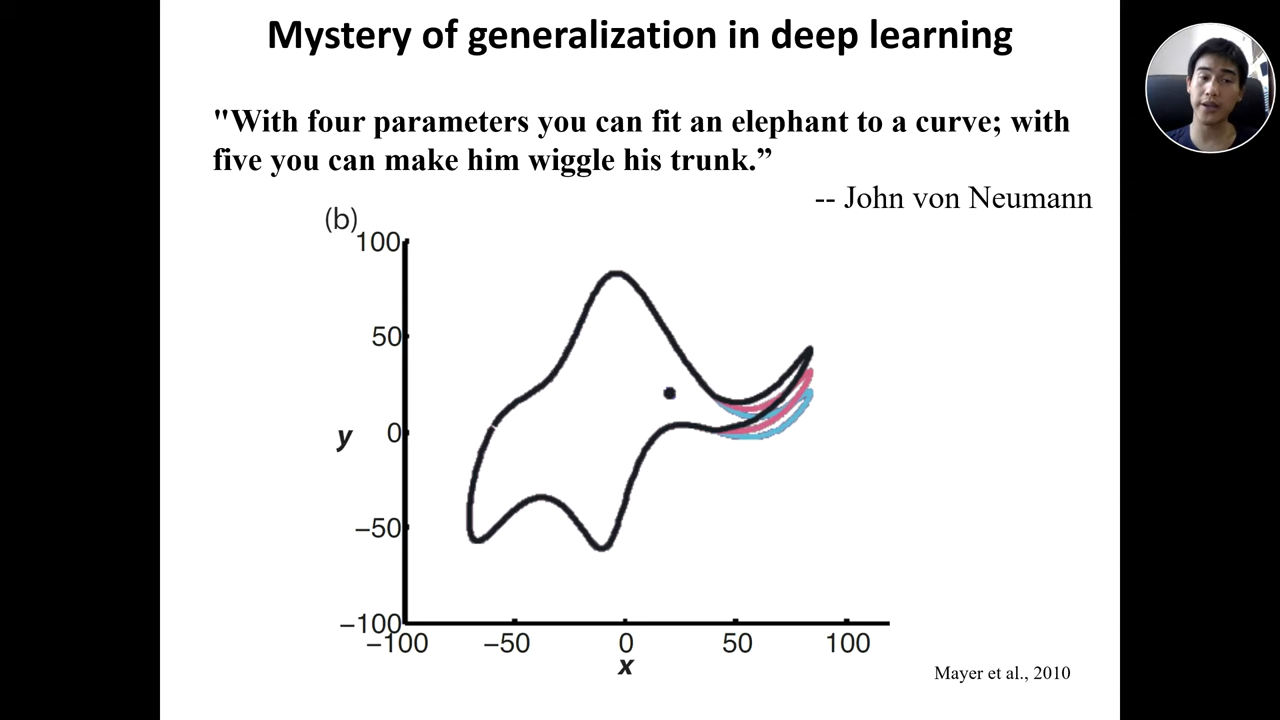 Mystery of generalization in deep learning
"With four parameters you can fit an elephant to a curve; with
five you can make him wiggle his trunk.”
-- John von Neumann
(b)
100
50
y
0
−50
−100
−100
−50
0
50
100
x
Mayer et al., 2010